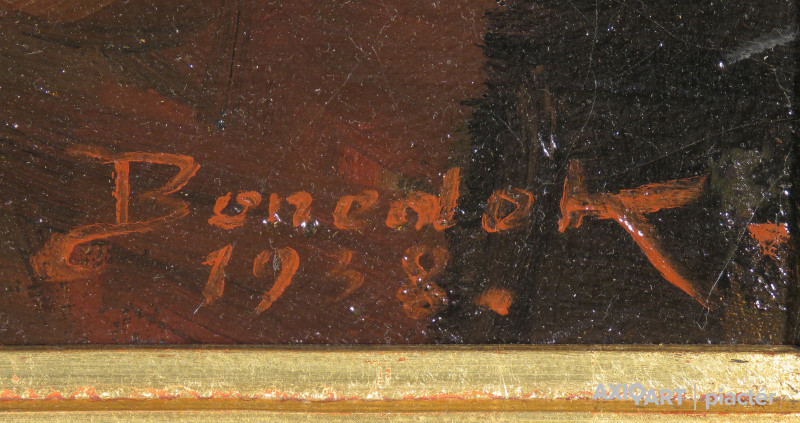 Benedek.
1938.
AXIOART | piactér